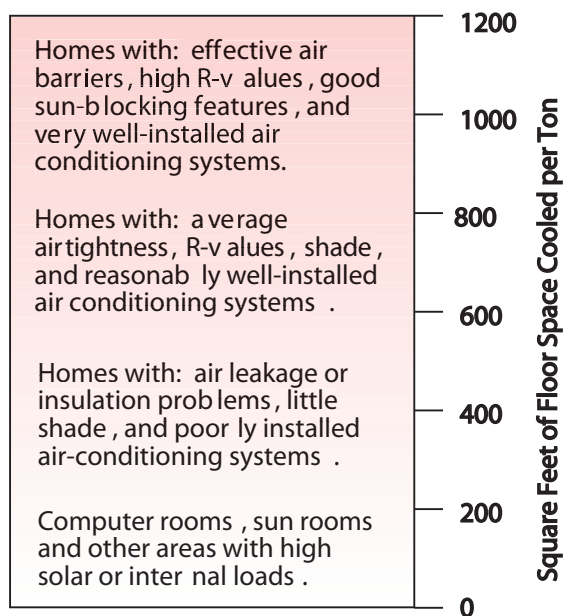 Homes with: effective air
barriers, high R-values, good
sun-blocking features, and
very well-installed air
conditioning systems.
Homes with: average
airtightness, R-values, shade,
and reasonably well-installed
air conditioning systems.
Homes with: air leakage or
insulation problems, little
shade, and poorly installed
air-conditioning systems.
Computer rooms, sun rooms
and other areas with high
solar or internal loads.
1200
1000
800
600
400
200
0
Square Feet of Floor Space Cooled per Ton